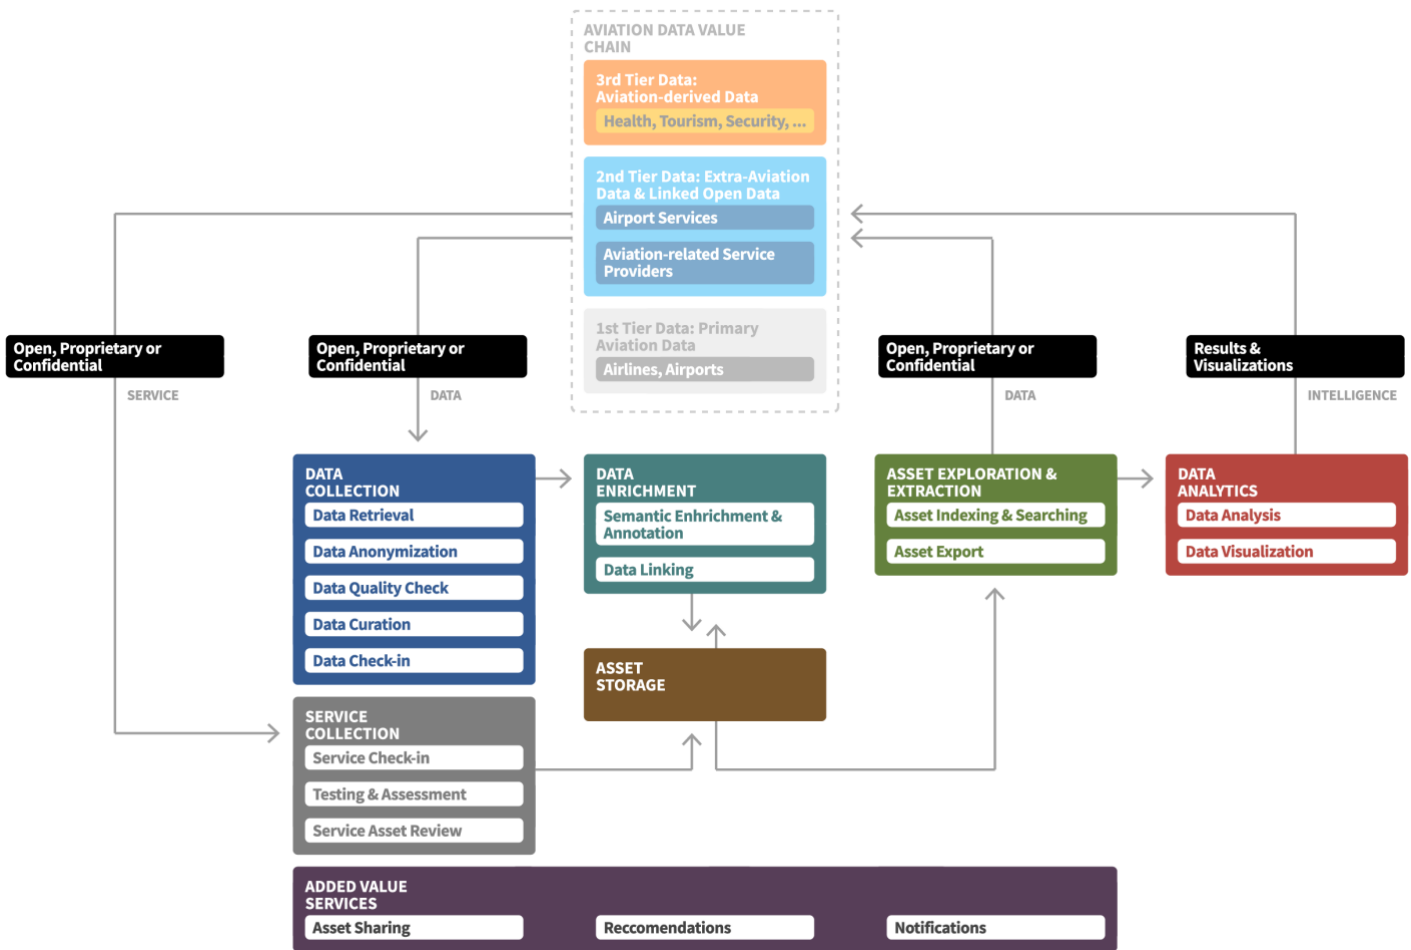 AVIATION DATA VALUE
CHAIN
3rd Tier Data:
Aviation-derived Data
Health, Tourism, Security, ...
2nd Tier Data: Extra-Aviation
Data & Linked Open Data
Airport Services
Aviation-related Service
Providers
1st Tier Data: Primary
Aviation Data
Airlines, Airports
Open, Proprietary or
Confidential
SERVICE
Open, Proprietary or
Confidential
DATA
Open, Proprietary or
Confidential
DATA
Results &
Visualizations
INTELLIGENCE
DATA
COLLECTION
Data Retrieval
Data Anonymization
Data Quality Check
Data Curation
Data Check-in
DATA
ENRICHMENT
Semantic Enhrichment &
Annotation
Data Linking
ASSET EXPLORATION &
EXTRACTION
Asset Indexing & Searching
Asset Export
DATA
ANALYTICS
Data Analysis
Data Visualization
ASSET
STORAGE
SERVICE
COLLECTION
Service Check-in
Testing & Assessment
Service Asset Review
ADDED VALUE
SERVICES
Asset Sharing
Reccomendations
Notifications